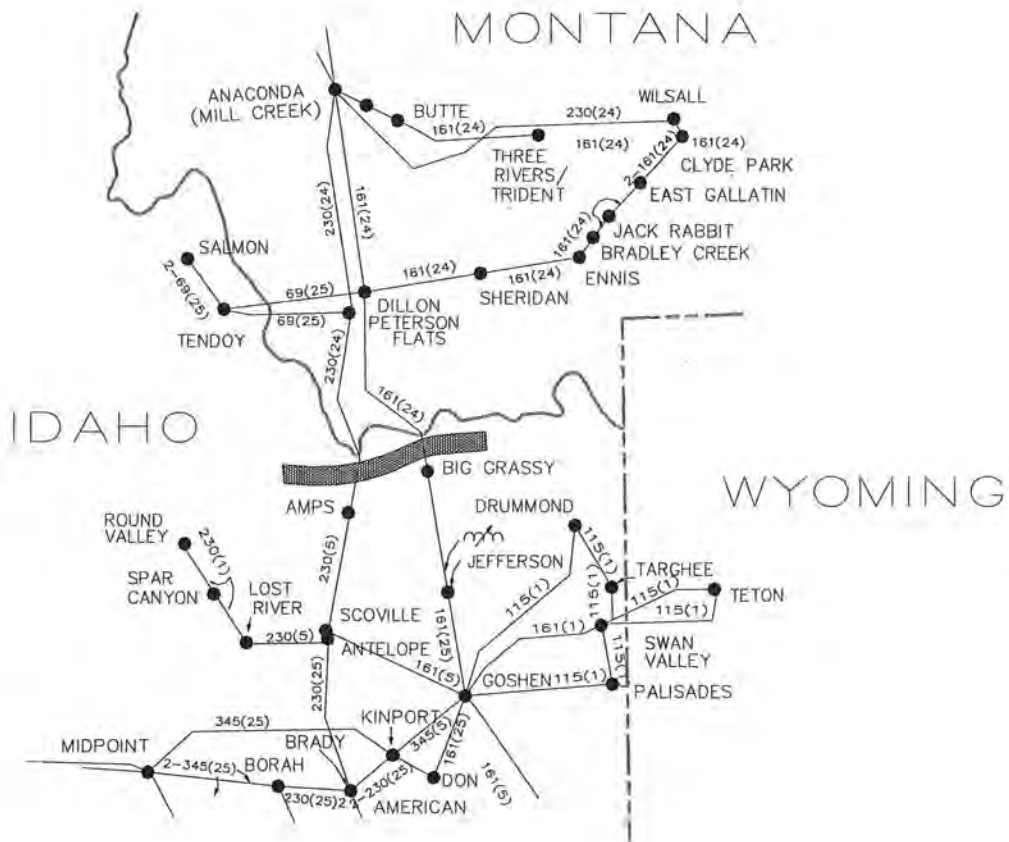 MONTANA
ANACONDA
(MILL CREEK)
BUTTE
161(24)
230(24)
WILSALL
THREE
RIVERS/
TRIDENT
161(24)
2-161(24)
161(24)
CLYDE PARK
EAST GALLATIN
JACK RABBIT
161(24)
BRADLEY CREEK
ENNIS
230(24)
161(24)
SALMON
2-69(25)
69(25)
161(24)
161(24)
SHERIDAN
TENDOY
69(25)
DILLON
PETERSON
FLATS
230(24)
161(24)
IDAHO
BIG GRASSY
WYOMING
AMPS
DRUMMOND
ROUND
VALLEY
230(1)
230(5)
JEFFERSON
115(1)
TARGHEE
SPAR
CANYON
LOST
RIVER
115(1)
115(1)
115(1)
TETON
115(1)
SCOVILLE
230(5)
ANTELOPE
161(25)
161(1)
SWAN
VALLEY
161(5)
230(25)
GOSHEN
115(1)
115(1)
PALISADES
345(25)
KINPORT
345(5)
161(25)
MIDPOINT
BRADY
2-345(25)
BORAH
2-230(25)
DON
161(5)
230(25)2
AMERICAN